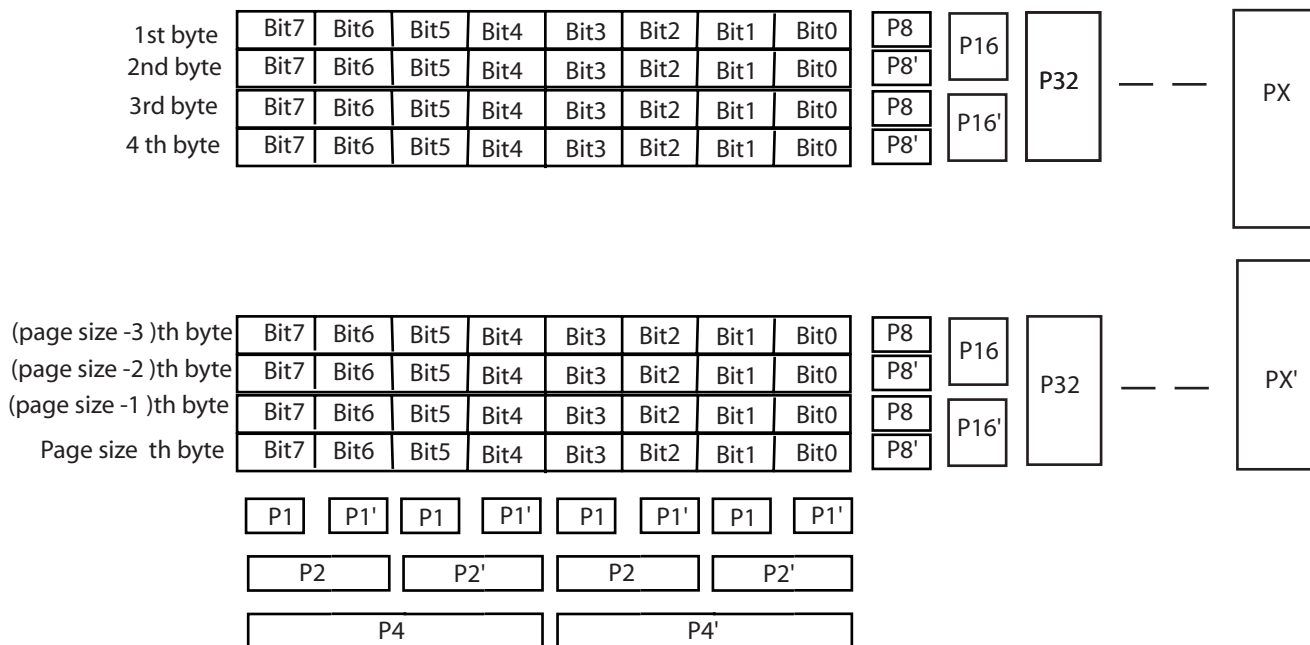 1st byte Bit7 Bit6 Bit5 Bit4 Bit3 Bit2 Bit1 Bit0 P8 P16 P32 PX
2nd byte Bit7 Bit6 Bit5 Bit4 Bit3 Bit2 Bit1 Bit0 P8'
3rd byte Bit7 Bit6 Bit5 Bit4 Bit3 Bit2 Bit1 Bit0 P8 P16'
4 th byte Bit7 Bit6 Bit5 Bit4 Bit3 Bit2 Bit1 Bit0 P8'
(page size -3 )th byte Bit7 Bit6 Bit5 Bit4 Bit3 Bit2 Bit1 Bit0 P8 P16 P32 PX'
(page size -2 )th byte Bit7 Bit6 Bit5 Bit4 Bit3 Bit2 Bit1 Bit0 P8'
(page size -1 )th byte Bit7 Bit6 Bit5 Bit4 Bit3 Bit2 Bit1 Bit0 P8 P16'
Page size th byte Bit7 Bit6 Bit5 Bit4 Bit3 Bit2 Bit1 Bit0 P8'
P1 P1' P1 P1' P1 P1' P1 P1'
P2 P2' P2 P2'
P4 P4'